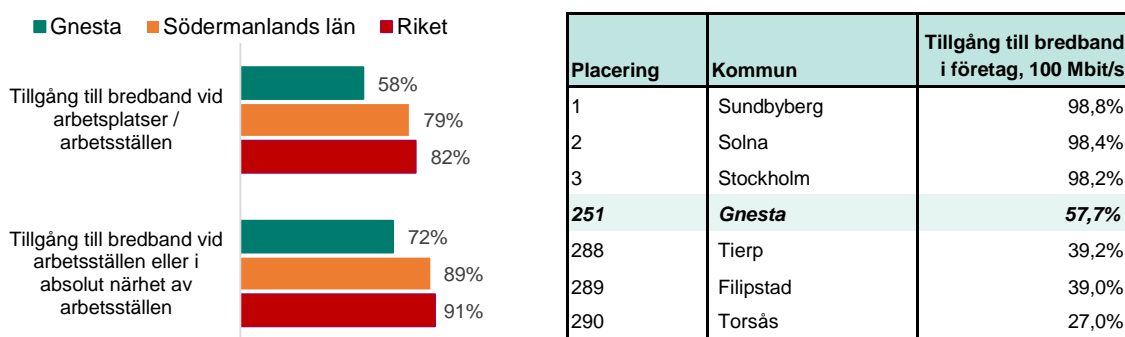 Gnesta Södermanlands län Riket
Tillgång till bredband vid
arbetsplatser /
arbetsställen
58%
79%
82%
Tillgång till bredband vid
arbetsställen eller i
absolut närhet av
arbetsställen
72%
89%
91%
Placering Kommun Tillgång till bredband
i företag, 100 Mbit/s
1 Sundbyberg 98,8%
2 Solna 98,4%
3 Stockholm 98,2%
251 Gnesta 57,7%
288 Tierp 39,2%
289 Filipstad 39,0%
290 Torsås 27,0%